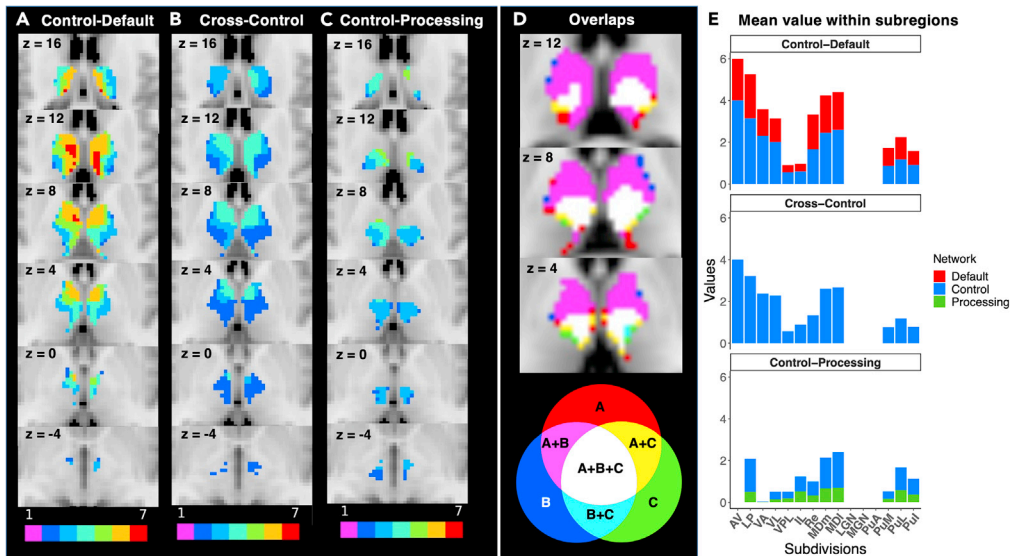 A Control-Default
z = 16
z = 12
z = 8
z = 4
z = 0
z = -4
1 7
B Cross-Control
z = 16
z = 12
z = 8
z = 4
z = 0
z = -4
1 7
C Control-Processing
z = 16
z = 12
z = 8
z = 4
z = 0
z = -4
1 7
D Overlaps
z = 12
z = 8
z = 4
A
A+B
A+C
A+B+C
B
C
B+C
E Mean value within subregions
Control−Default
6
4
2
0
Cross−Control
6
4
2
0
Control−Processing
6
4
2
0
Values
AV
LP
VA
VL
VPL
IL
Re
MDm
MDl
LGN
MGN
PuA
PuM
PuL
PuI
Subdivisions
Network
Default
Control
Processing